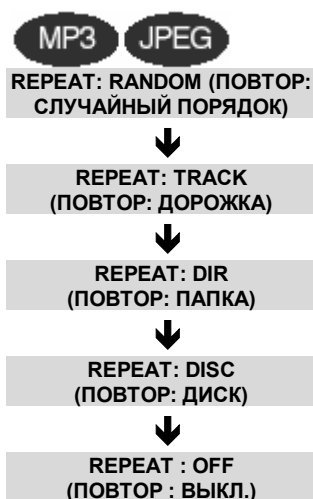 MP3 JPEG
REPEAT: RANDOM (ПОВТОР:
СЛУЧАЙНЫЙ ПОРЯДОК)
REPEAT: TRACK
(ПОВТОР: ДОРОЖКА)
REPEAT: DIR
(ПОВТОР: ПАПКА)
REPEAT: DISC
(ПОВТОР: ДИСК)
REPEAT : OFF
(ПОВТОР : ВЫКЛ.)